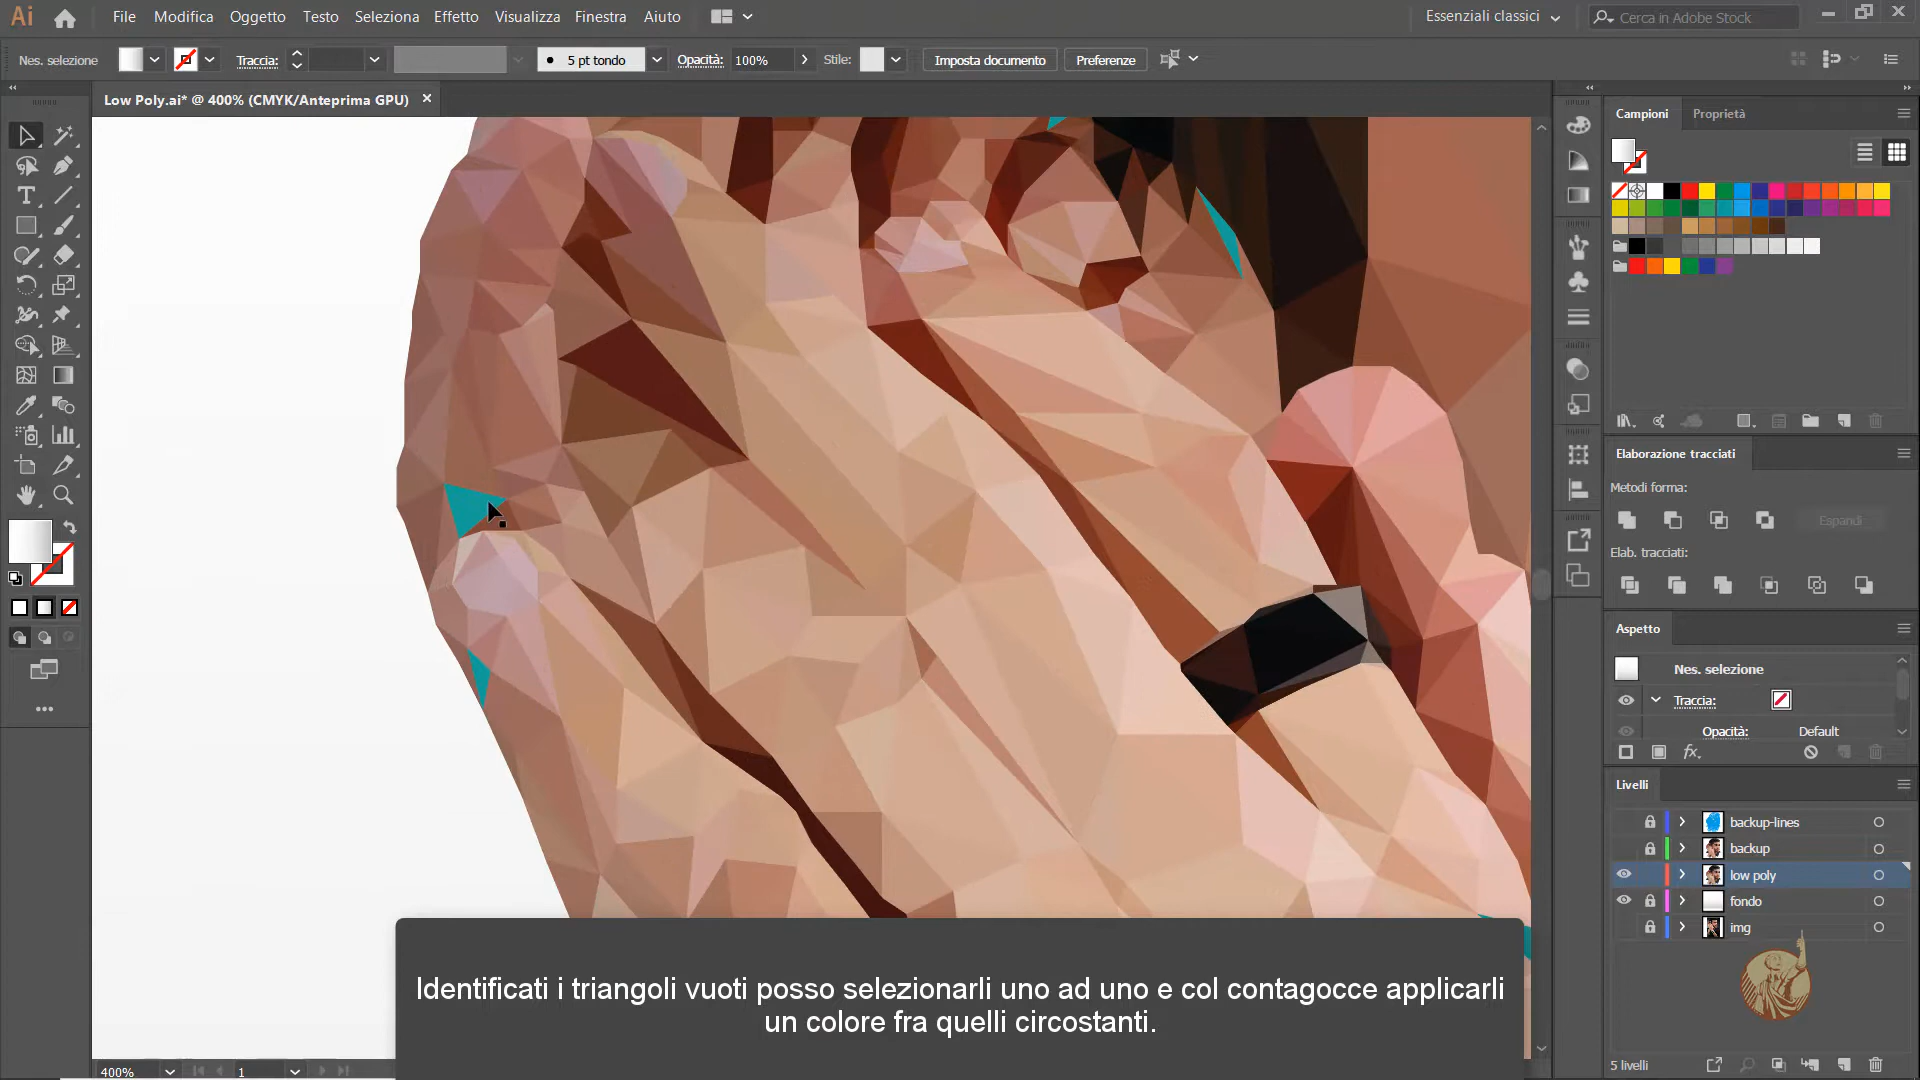 Ai File Modifica Oggetto Testo Seleziona Effetto Visualizza Finestra Aiuto Essenziali classici Cerca in Adobe Stock
Nes. selezione Traccia: 5 pt tondo Opacità: 100% Stile: Imposta documento Preferenze
Low Poly.ai* @ 400% (CMYK/Anteprima GPU)
Campioni Proprietà
Elaborazione tracciati
Metodi forma:
Espandi
Elab. tracciati:
Aspetto
Nes. selezione
Traccia:
Opacità: Default
fx
Livelli
backup-lines
backup
low poly
fondo
img
Identificati i triangoli vuoti posso selezionarli uno ad uno e col contagocce applicarli
un colore fra quelli circostanti.
400% 1 5 livelli